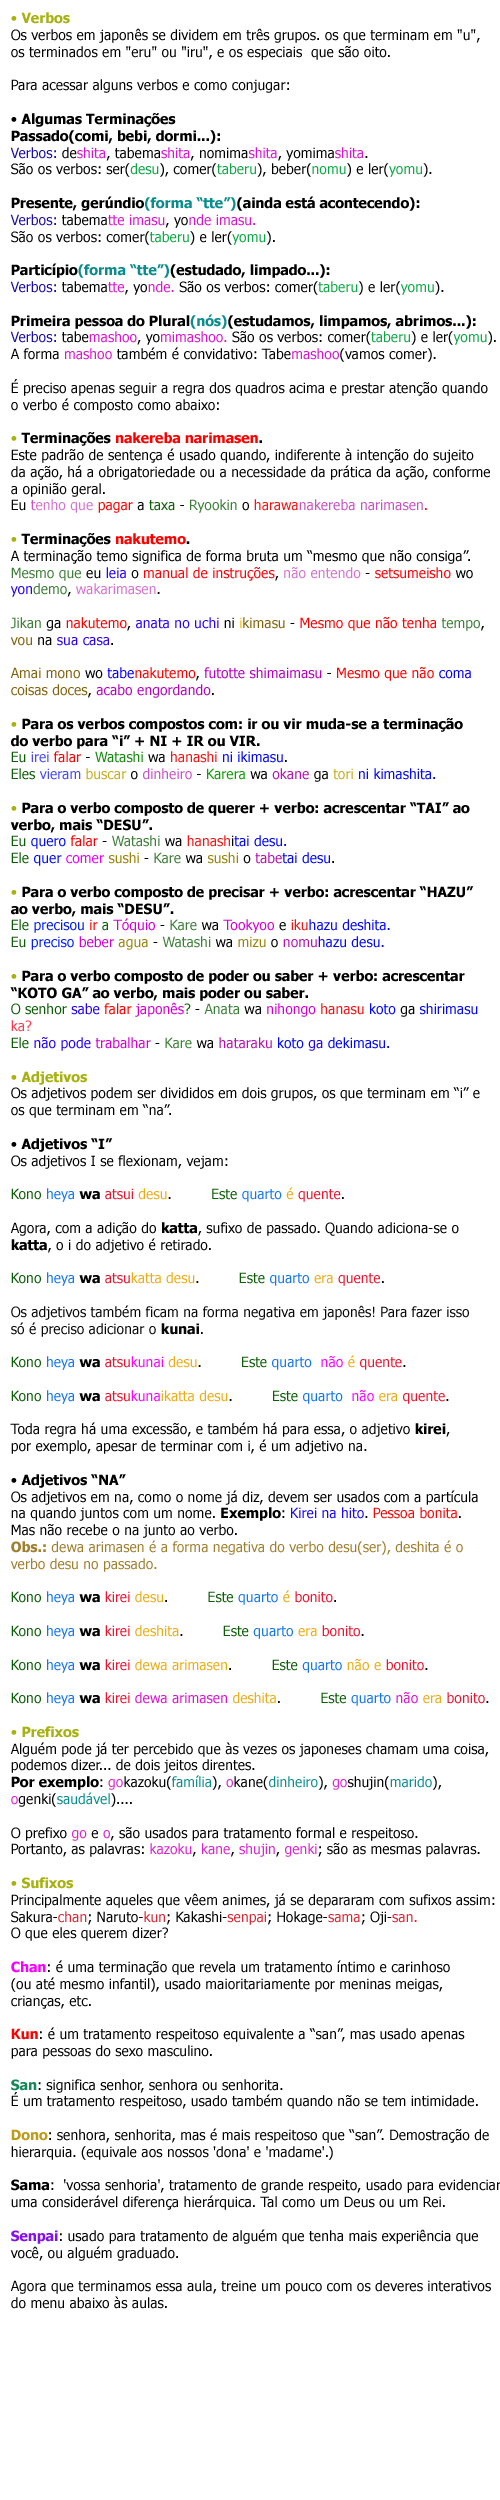 • Verbos
Os verbos em japonês se dividem em três grupos. os que terminam em "u",
os terminados em "eru" ou "iru", e os especiais  que são oito.
Para acessar alguns verbos e como conjugar:
• Algumas Terminações
Passado(comi, bebi, dormi...):
Verbos: deshita, tabemashita, nomimashita, yomimashita.
São os verbos: ser(desu), comer(taberu), beber(nomu) e ler(yomu).
Presente, gerúndio(forma “tte”)(ainda está acontecendo):
Verbos: tabematte imasu, yonde imasu.
São os verbos: comer(taberu) e ler(yomu).
Particípio(forma “tte”)(estudado, limpado...):
Verbos: tabematte, yonde. São os verbos: comer(taberu) e ler(yomu).
Primeira pessoa do Plural(nós)(estudamos, limpamos, abrimos...):
Verbos: tabemashoo, yomimashoo. São os verbos: comer(taberu) e ler(yomu).
A forma mashoo também é convidativo: Tabemashoo(vamos comer).
É preciso apenas seguir a regra dos quadros acima e prestar atenção quando
o verbo é composto como abaixo:
• Terminações nakereba narimasen.
Este padrão de sentença é usado quando, indiferente à intenção do sujeito
da ação, há a obrigatoriedade ou a necessidade da prática da ação, conforme
a opinião geral.
Eu tenho que pagar a taxa - Ryookin o harawanakereba narimasen.
• Terminações nakutemo.
A terminação temo significa de forma bruta um “mesmo que não consiga”.
Mesmo que eu leia o manual de instruções, não entendo - setsumeisho wo
yondemo, wakarimasen.
Jikan ga nakutemo, anata no uchi ni ikimasu - Mesmo que não tenha tempo,
vou na sua casa.
Amai mono wo tabenakutemo, futotte shimaimasu - Mesmo que não coma
coisas doces, acabo engordando.
• Para os verbos compostos com: ir ou vir muda-se a terminação
do verbo para “i” + NI + IR ou VIR.
Eu irei falar - Watashi wa hanashi ni ikimasu.
Eles vieram buscar o dinheiro - Karera wa okane ga tori ni kimashita.
• Para o verbo composto de querer + verbo: acrescentar “TAI” ao
verbo, mais “DESU”.
Eu quero falar - Watashi wa hanashitai desu.
Ele quer comer sushi - Kare wa sushi o tabetai desu.
• Para o verbo composto de precisar + verbo: acrescentar “HAZU”
ao verbo, mais “DESU”.
Ele precisou ir a Tóquio - Kare wa Tookyoo e ikuhazu deshita.
Eu preciso beber agua - Watashi wa mizu o nomuhazu desu.
• Para o verbo composto de poder ou saber + verbo: acrescentar
“KOTO GA” ao verbo, mais poder ou saber.
O senhor sabe falar japonês? - Anata wa nihongo hanasu koto ga shirimasu
ka?
Ele não pode trabalhar - Kare wa hataraku koto ga dekimasu.
• Adjetivos
Os adjetivos podem ser divididos em dois grupos, os que terminam em “i” e
os que terminam em “na”.
• Adjetivos “I”
Os adjetivos I se flexionam, vejam:
Kono heya wa atsui desu. Este quarto é quente.
Agora, com a adição do katta, sufixo de passado. Quando adiciona-se o
katta, o i do adjetivo é retirado.
Kono heya wa atsukatta desu. Este quarto era quente.
Os adjetivos também ficam na forma negativa em japonês! Para fazer isso
só é preciso adicionar o kunai.
Kono heya wa atsukunai desu. Este quarto  não é quente.
Kono heya wa atsukunaikatta desu. Este quarto  não era quente.
Toda regra há uma excessão, e também há para essa, o adjetivo kirei,
por exemplo, apesar de terminar com i, é um adjetivo na.
• Adjetivos “NA”
Os adjetivos em na, como o nome já diz, devem ser usados com a partícula
na quando juntos com um nome. Exemplo: Kirei na hito. Pessoa bonita.
Mas não recebe o na junto ao verbo.
Obs.: dewa arimasen é a forma negativa do verbo desu(ser), deshita é o
verbo desu no passado.
Kono heya wa kirei desu. Este quarto é bonito.
Kono heya wa kirei deshita. Este quarto era bonito.
Kono heya wa kirei dewa arimasen. Este quarto não e bonito.
Kono heya wa kirei dewa arimasen deshita. Este quarto não era bonito.
• Prefixos
Alguém pode já ter percebido que às vezes os japoneses chamam uma coisa,
podemos dizer... de dois jeitos direntes.
Por exemplo: gokazoku(família), okane(dinheiro), goshujin(marido),
ogenki(saudável)....
O prefixo go e o, são usados para tratamento formal e respeitoso.
Portanto, as palavras: kazoku, kane, shujin, genki; são as mesmas palavras.
• Sufixos
Principalmente aqueles que vêem animes, já se depararam com sufixos assim:
Sakura-chan; Naruto-kun; Kakashi-senpai; Hokage-sama; Oji-san.
O que eles querem dizer?
Chan: é uma terminação que revela um tratamento íntimo e carinhoso
(ou até mesmo infantil), usado maioritariamente por meninas meigas,
crianças, etc.
Kun: é um tratamento respeitoso equivalente a “san”, mas usado apenas
para pessoas do sexo masculino.
San: significa senhor, senhora ou senhorita.
É um tratamento respeitoso, usado também quando não se tem intimidade.
Dono: senhora, senhorita, mas é mais respeitoso que “san”. Demostração de
hierarquia. (equivale aos nossos 'dona' e 'madame'.)
Sama:  'vossa senhoria', tratamento de grande respeito, usado para evidenciar
uma considerável diferença hierárquica. Tal como um Deus ou um Rei.
Senpai: usado para tratamento de alguém que tenha mais experiência que
você, ou alguém graduado.
Agora que terminamos essa aula, treine um pouco com os deveres interativos
do menu abaixo às aulas.